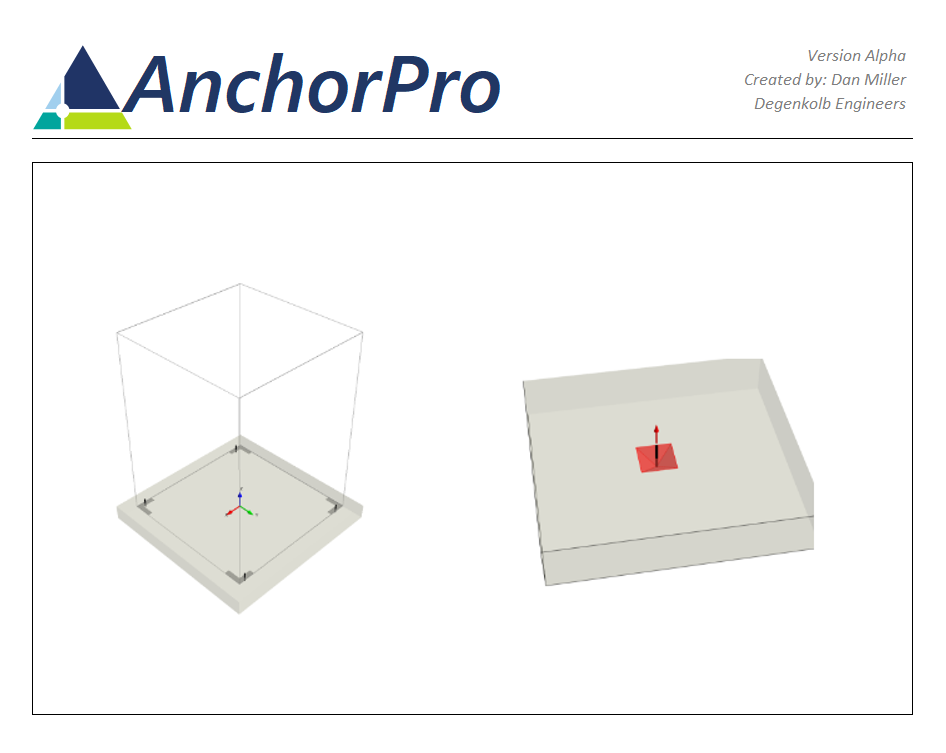 AnchorPro
Version Alpha
Created by: Dan Miller
Degenkolb Engineers